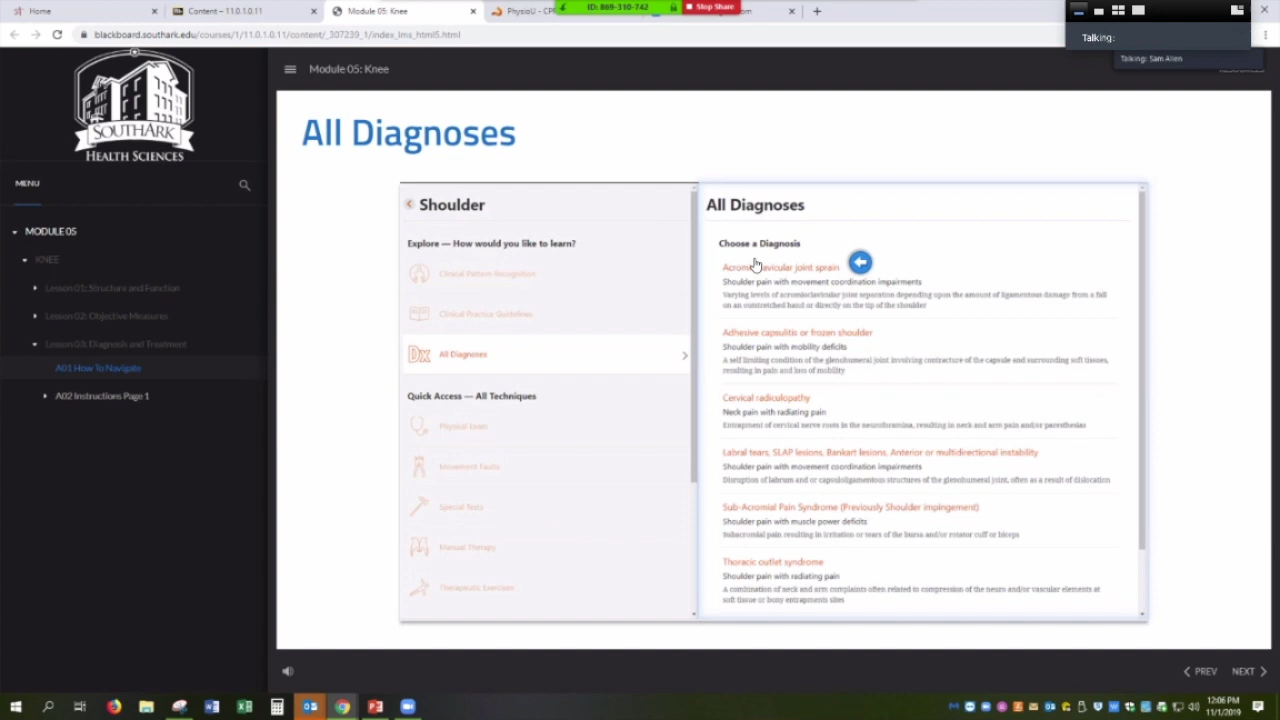 Home
Content – 11.0.1.0.11
Module 05: Knee
PhysioU - CP
ID: 869-310-742
Stop Share
Talking:
Talking: Sam Allen
blackboard.southark.edu/courses/1/11.0.1.0.11/content/_307239_1/index_lms_html5.html
SOUTHARK
HEALTH SCIENCES
MENU
MODULE 05
KNEE
Lesson 01: Structure and Function
Lesson 02: Objective Measures
Lesson 03: Diagnosis and Treatment
A01 How To Navigate
A02 Instructions Page 1
Module 05: Knee
All Diagnoses
Shoulder
Explore — How would you like to learn?
Clinical Pattern Recognition
Clinical Practice Guidelines
Dx All Diagnoses
Quick Access — All Techniques
Physical Exam
Movement Faults
Special Tests
Manual Therapy
Therapeutic Exercises
All Diagnoses
Choose a Diagnosis
Acromioclavicular joint sprain
Shoulder pain with movement coordination impairments
Varying levels of acromioclavicular joint separation depending upon the amount of ligamentous damage from a fall
on an outstretched hand or directly on the tip of the shoulder
Adhesive capsulitis or frozen shoulder
Shoulder pain with mobility deficits
A self limiting condition of the glenohumeral joint involving contracture of the capsule and surrounding soft tissues,
resulting in pain and loss of mobility
Cervical radiculopathy
Neck pain with radiating pain
Entrapment of cervical nerve roots in the neuroforamina, resulting in neck and arm pain and/or paresthesias
Labral tears, SLAP lesions, Bankart lesions, Anterior or multidirectional instability
Shoulder pain with movement coordination impairments
Disruption of labrum and or capsuloligamentous structures of the glenohumeral joint, often as a result of dislocation
Sub-Acromial Pain Syndrome (Previously Shoulder impingement)
Shoulder pain with muscle power deficits
Subacromial pain resulting in irritation or tears of the bursa and/or rotator cuff or biceps
Thoracic outlet syndrome
Shoulder pain with radiating pain
A combination of neck and arm complaints often related to compression of the neuro and/or vascular elements at
soft tissue or bony entrapments sites
PREV
NEXT
12:06 PM
11/1/2019